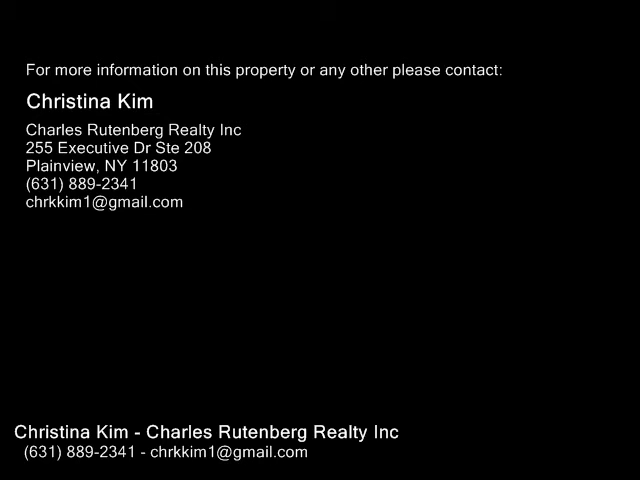 For more information on this property or any other please contact:
Christina Kim
Charles Rutenberg Realty Inc
255 Executive Dr Ste 208
Plainview, NY 11803
(631) 889-2341
chrkkim1@gmail.com
Christina Kim - Charles Rutenberg Realty Inc
(631) 889-2341 - chrkkim1@gmail.com